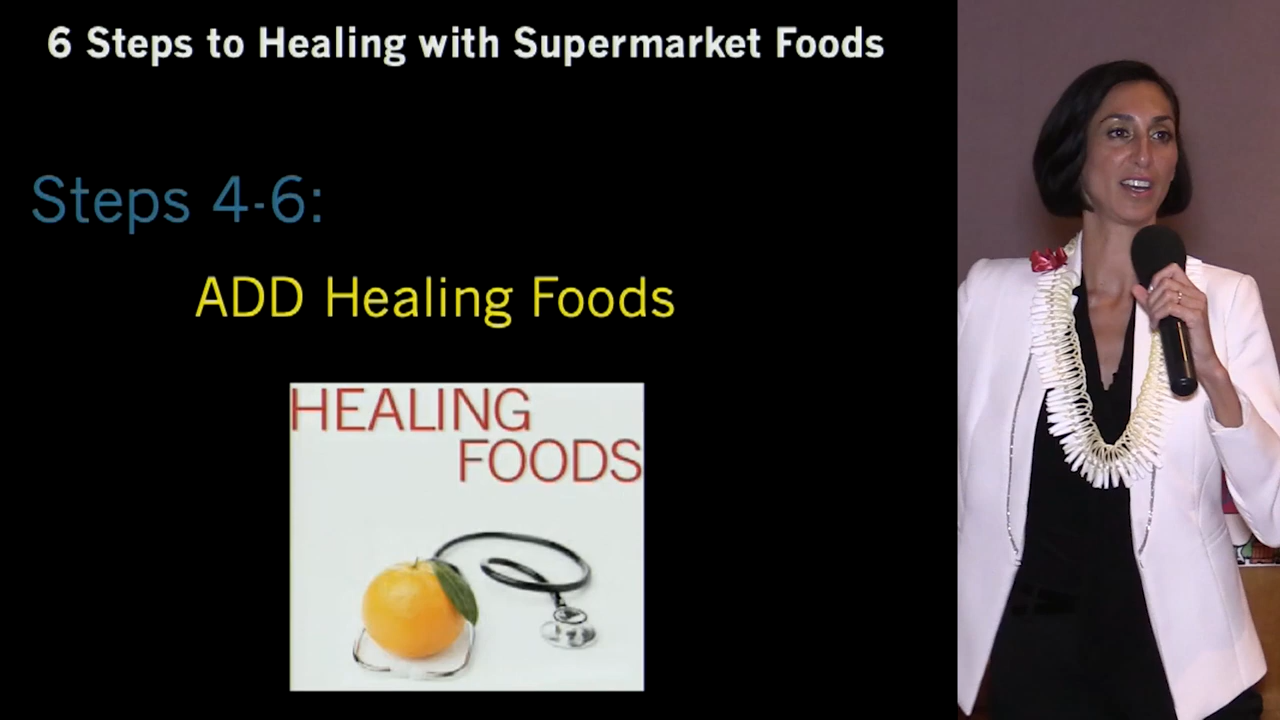 6 Steps to Healing with Supermarket Foods
Steps 4-6:
ADD Healing Foods
HEALING
FOODS